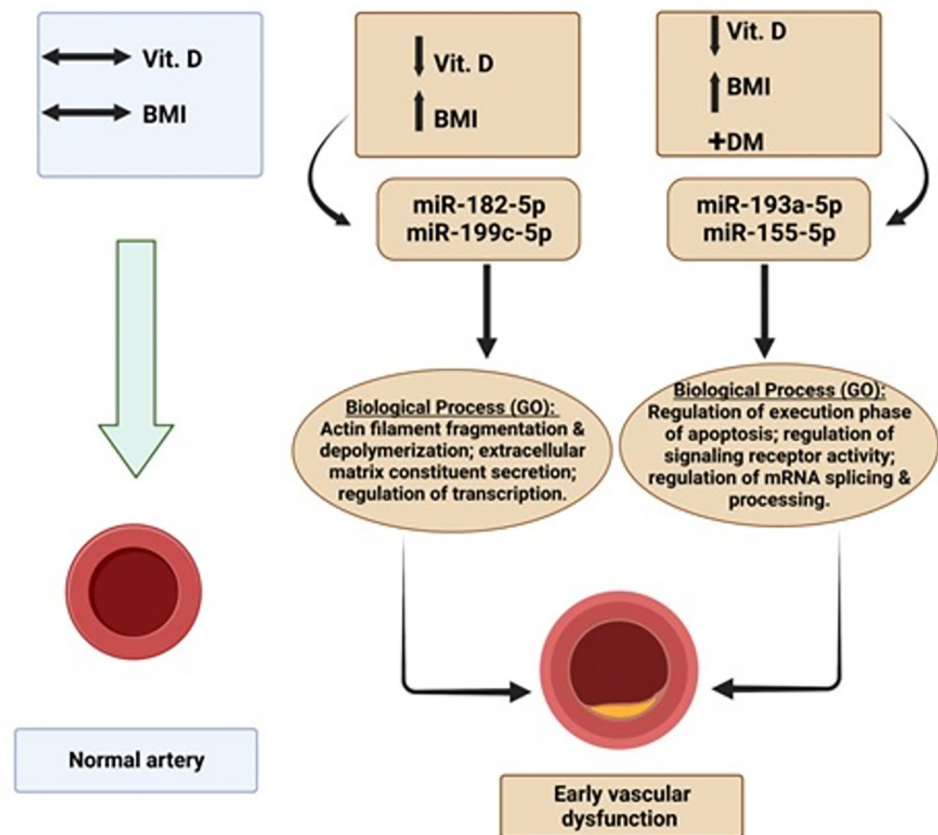 Vit. D
BMI
Vit. D
BMI
Vit. D
BMI
+DM
miR-182-5p
miR-199c-5p
miR-193a-5p
miR-155-5p
Biological Process (GO):
Actin filament fragmentation &
depolymerization; extracellular
matrix constituent secretion;
regulation of transcription.
Biological Process (GO):
Regulation of execution phase
of apoptosis; regulation of
signaling receptor activity;
regulation of mRNA splicing &
processing.
Normal artery
Early vascular
dysfunction